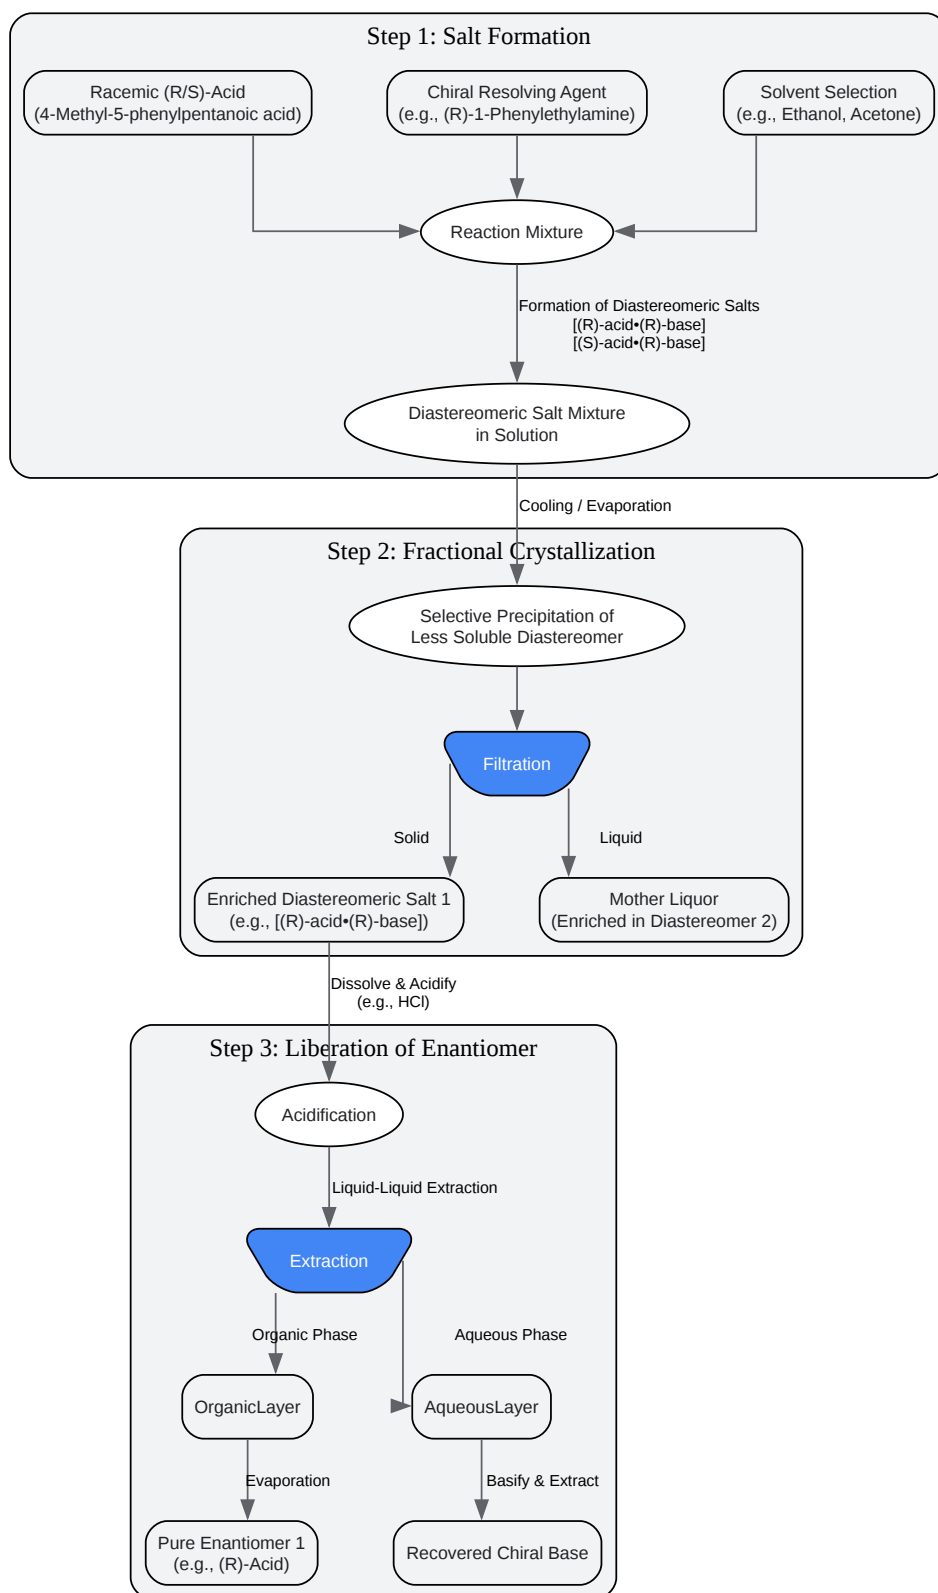 Step 1: Salt Formation
Racemic (R/S)-Acid
(4-Methyl-5-phenylpentanoic acid)
Chiral Resolving Agent
(e.g., (R)-1-Phenylethylamine)
Solvent Selection
(e.g., Ethanol, Acetone)
Reaction Mixture
Formation of Diastereomeric Salts
[(R)-acid•(R)-base]
[(S)-acid•(R)-base]
Diastereomeric Salt Mixture
in Solution
Cooling / Evaporation
Step 2: Fractional Crystallization
Selective Precipitation of
Less Soluble Diastereomer
Filtration
Solid
Liquid
Enriched Diastereomeric Salt 1
(e.g., [(R)-acid•(R)-base])
Mother Liquor
(Enriched in Diastereomer 2)
Dissolve & Acidify
(e.g., HCl)
Step 3: Liberation of Enantiomer
Acidification
Liquid-Liquid Extraction
Extraction
Organic Phase
Aqueous Phase
OrganicLayer
AqueousLayer
Evaporation
Basify & Extract
Pure Enantiomer 1
(e.g., (R)-Acid)
Recovered Chiral Base